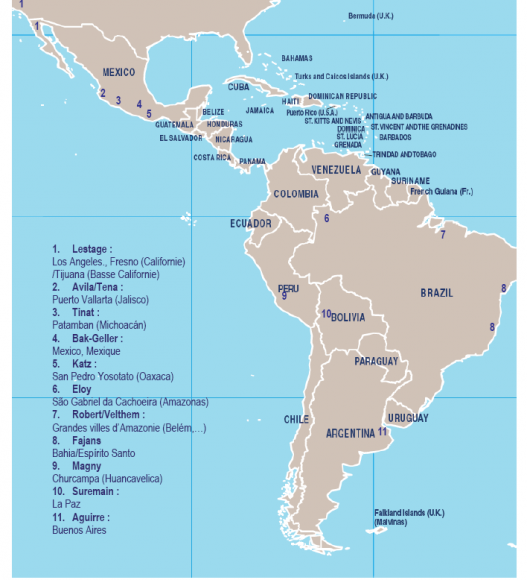 1
Bermuda (U.K.)
1
BAHAMAS
MEXICO
Turks and Caicos Islands (U.K.)
CUBA
2
3
4
5
HAITI
DOMINICAN REPUBLIC
JAMAICA
BELIZE
Puerto Rico (U.S.A.)
ANTIGUA AND BARBUDA
ST. KITTS AND NEVIS
GUATEMALA
HONDURAS
DOMINICA
ST. VINCENT AND THE GRENADINES
EL SALVADOR
NICARAGUA
ST. LUCIA
BARBADOS
GRENADA
COSTA RICA
PANAMA
TRINIDAD AND TOBAGO
VENEZUELA
GUYANA
SURINAME
French Guiana (Fr.)
COLOMBIA
6
ECUADOR
7
PERU
9
BRAZIL
8
10
BOLIVIA
8
PARAGUAY
CHILE
URUGUAY
ARGENTINA
11
Falkland Islands (U.K.)
(Malvinas)
1. Lestage :
Los Angeles., Fresno (Californie)
/Tijuana (Basse Californie)
2. Avila/Tena :
Puerto Vallarta (Jalisco)
3. Tinat :
Patamban (Michoacán)
4. Bak-Geller :
Mexico, Mexique
5. Katz :
San Pedro Yosotato (Oaxaca)
6. Eloy
São Gabriel da Cachoeira (Amazonas)
7. Robert/Velthem :
Grandes villes d'Amazonie (Belém,…)
8. Fajans
Bahia/Espírito Santo
9. Magny
Churcampa (Huancavelica)
10. Suremain :
La Paz
11. Aguirre :
Buenos Aires